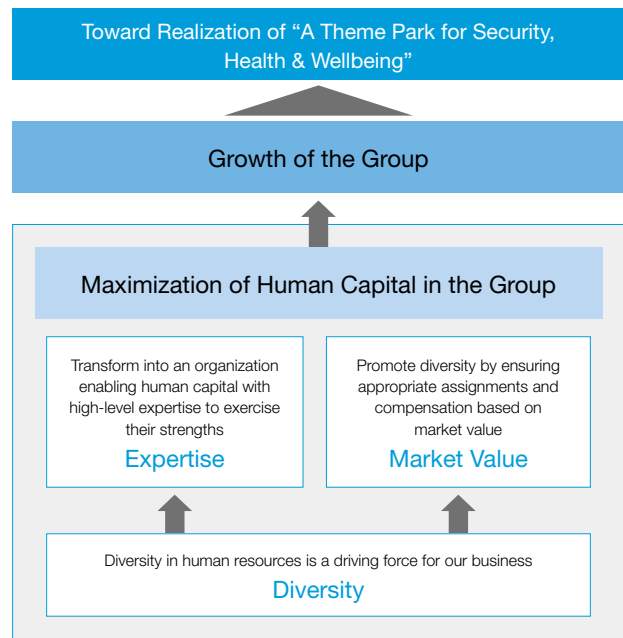 Toward Realization of “A Theme Park for Security,
Health & Wellbeing”
Growth of the Group
Maximization of Human Capital in the Group
Transform into an organization
enabling human capital with
high-level expertise to exercise
their strengths
Expertise
Promote diversity by ensuring
appropriate assignments and
compensation based on
market value
Market Value
Diversity in human resources is a driving force for our business
Diversity